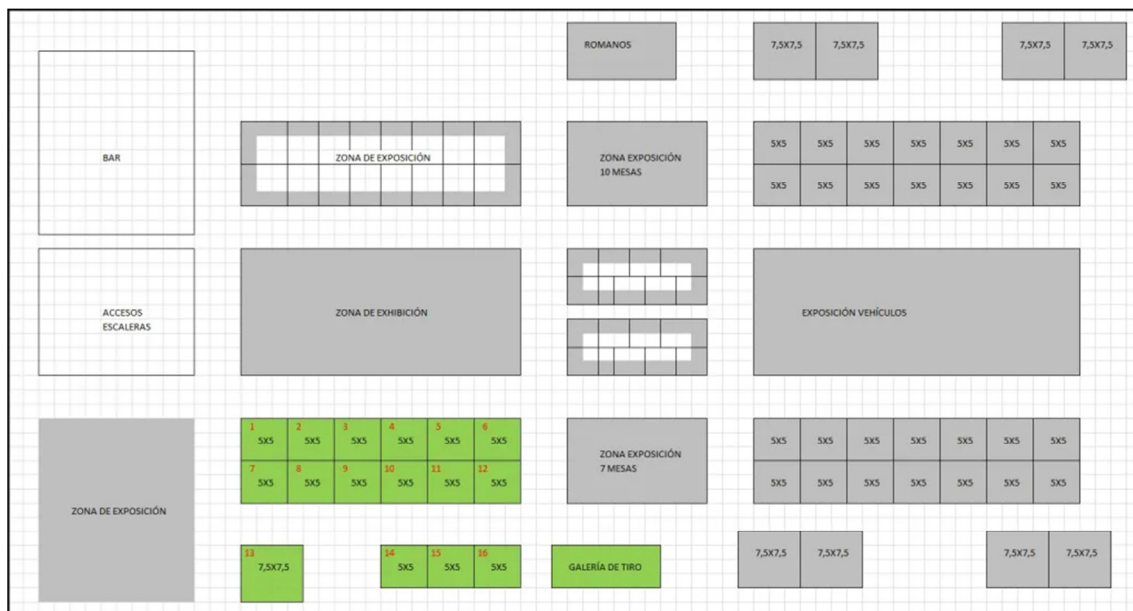 ROMANOS
7,5X7,5 7,5X7,5
7,5X7,5 7,5X7,5
BAR
ZONA DE EXPOSICIÓN
ZONA EXPOSICIÓN
10 MESAS
5X5 5X5 5X5 5X5 5X5 5X5 5X5
5X5 5X5 5X5 5X5 5X5 5X5 5X5
ACCESOS
ESCALERAS
ZONA DE EXHIBICIÓN
EXPOSICIÓN VEHÍCULOS
ZONA DE EXPOSICIÓN
1 2 3 4 5 6
5X5 5X5 5X5 5X5 5X5 5X5
7 8 9 10 11 12
5X5 5X5 5X5 5X5 5X5 5X5
ZONA EXPOSICIÓN
7 MESAS
5X5 5X5 5X5 5X5 5X5 5X5 5X5
5X5 5X5 5X5 5X5 5X5 5X5 5X5
13
7,5X7,5
14 15 16
5X5 5X5 5X5
GALERÍA DE TIRO
7,5X7,5 7,5X7,5
7,5X7,5 7,5X7,5